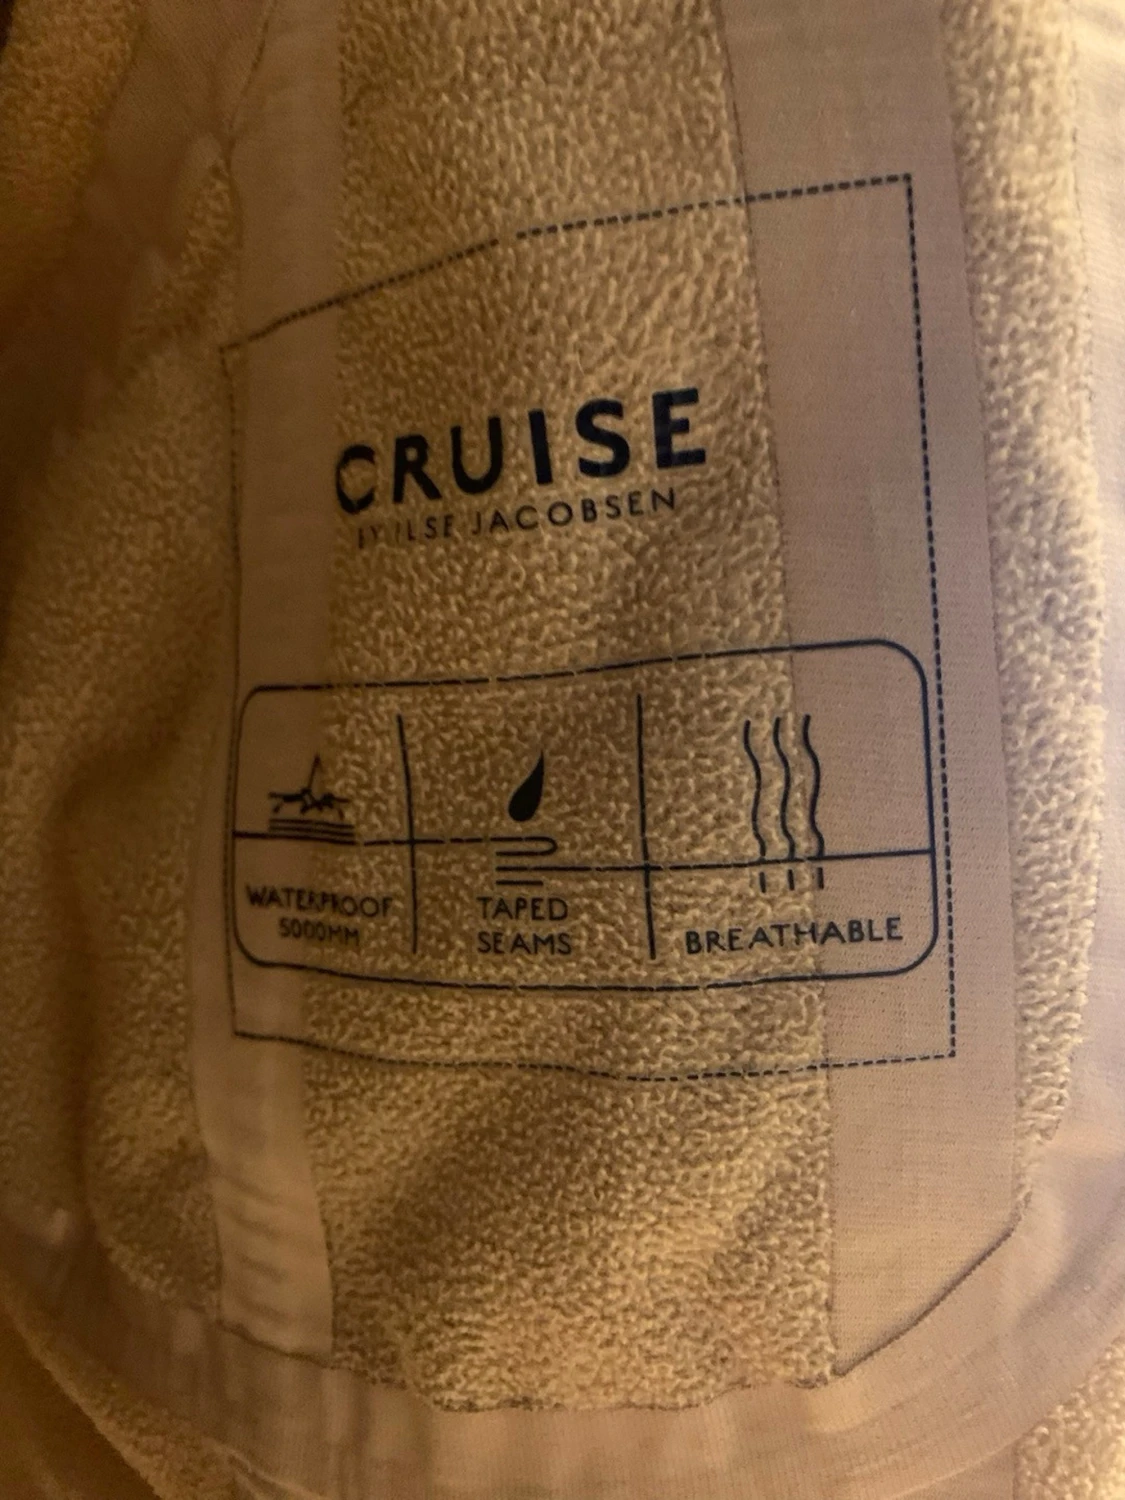 CRUISE
BY ILSE JACOBSEN
WATERPROOF
5000MM
TAPED
SEAMS
BREATHABLE